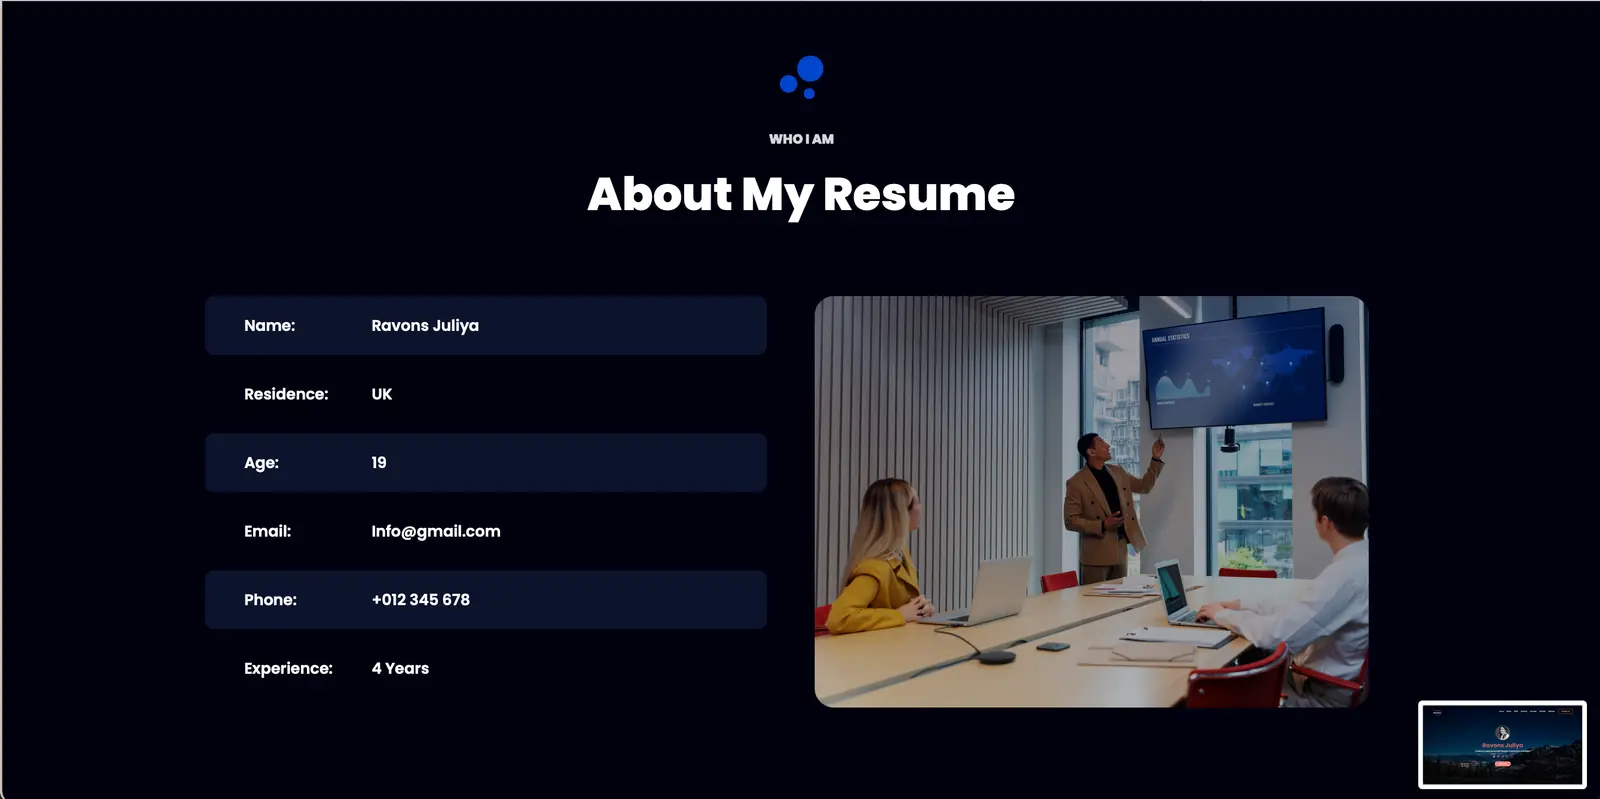 WHO I AM
About My Resume
Name: Ravons Juliya
Residence: UK
Age: 19
Email: Info@gmail.com
Phone: +012 345 678
Experience: 4 Years
ANNUAL STATISTICS
Ravons Juliya